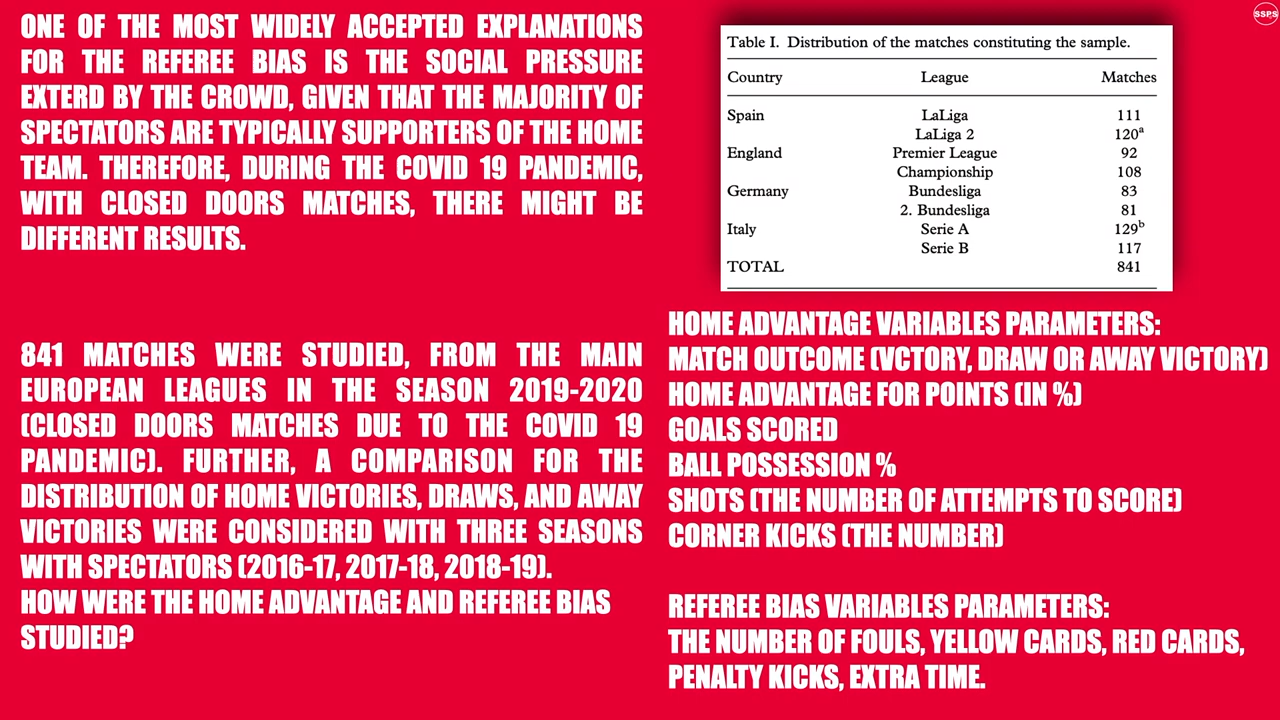 ONE OF THE MOST WIDELY ACCEPTED EXPLANATIONS
FOR THE REFEREE BIAS IS THE SOCIAL PRESSURE
EXTERD BY THE CROWD, GIVEN THAT THE MAJORITY OF
SPECTATORS ARE TYPICALLY SUPPORTERS OF THE HOME
TEAM. THEREFORE, DURING THE COVID 19 PANDEMIC,
WITH CLOSED DOORS MATCHES, THERE MIGHT BE
DIFFERENT RESULTS.
841 MATCHES WERE STUDIED, FROM THE MAIN
EUROPEAN LEAGUES IN THE SEASON 2019-2020
(CLOSED DOORS MATCHES DUE TO THE COVID 19
PANDEMIC). FURTHER, A COMPARISON FOR THE
DISTRIBUTION OF HOME VICTORIES, DRAWS, AND AWAY
VICTORIES WERE CONSIDERED WITH THREE SEASONS
WITH SPECTATORS (2016-17, 2017-18, 2018-19).
HOW WERE THE HOME ADVANTAGE AND REFEREE BIAS
STUDIED?
SSPS
Table I. Distribution of the matches constituting the sample.
Country League Matches
Spain LaLiga 111
LaLiga 2 120a
England Premier League 92
Championship 108
Germany Bundesliga 83
2. Bundesliga 81
Italy Serie A 129b
Serie B 117
TOTAL 841
HOME ADVANTAGE VARIABLES PARAMETERS:
MATCH OUTCOME (VCTORY, DRAW OR AWAY VICTORY)
HOME ADVANTAGE FOR POINTS (IN %)
GOALS SCORED
BALL POSSESSION %
SHOTS (THE NUMBER OF ATTEMPTS TO SCORE)
CORNER KICKS (THE NUMBER)
REFEREE BIAS VARIABLES PARAMETERS:
THE NUMBER OF FOULS, YELLOW CARDS, RED CARDS,
PENALTY KICKS, EXTRA TIME.